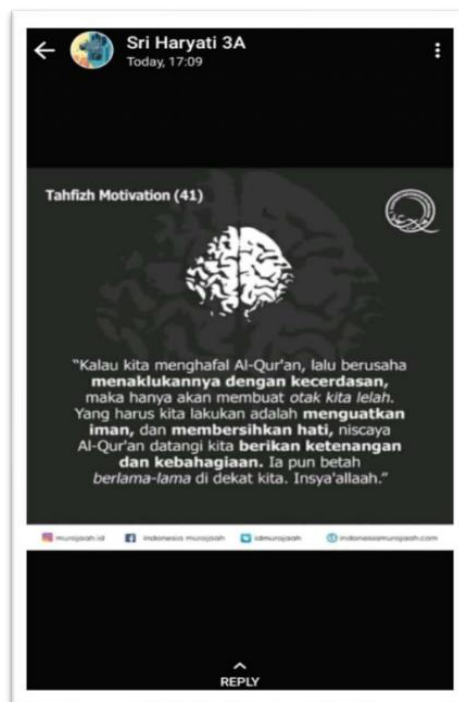 Sri Haryati 3A
Today, 17:09
Tahfizh Motivation (41)
"Kalau kita menghafal Al-Qur'an, lalu berusaha
menaklukannya dengan kecerdasan,
maka hanya akan membuat otak kita lelah.
Yang harus kita lakukan adalah menguatkan
iman, dan membersihkan hati, niscaya
Al-Qur'an datangi kita berikan ketenangan
dan kebahagiaan. Ia pun betah
berlama-lama di dekat kita. Insya'allaah."
murojaah.id indonesia murojaah idmurojaah indonesiamurojaah.com
REPLY